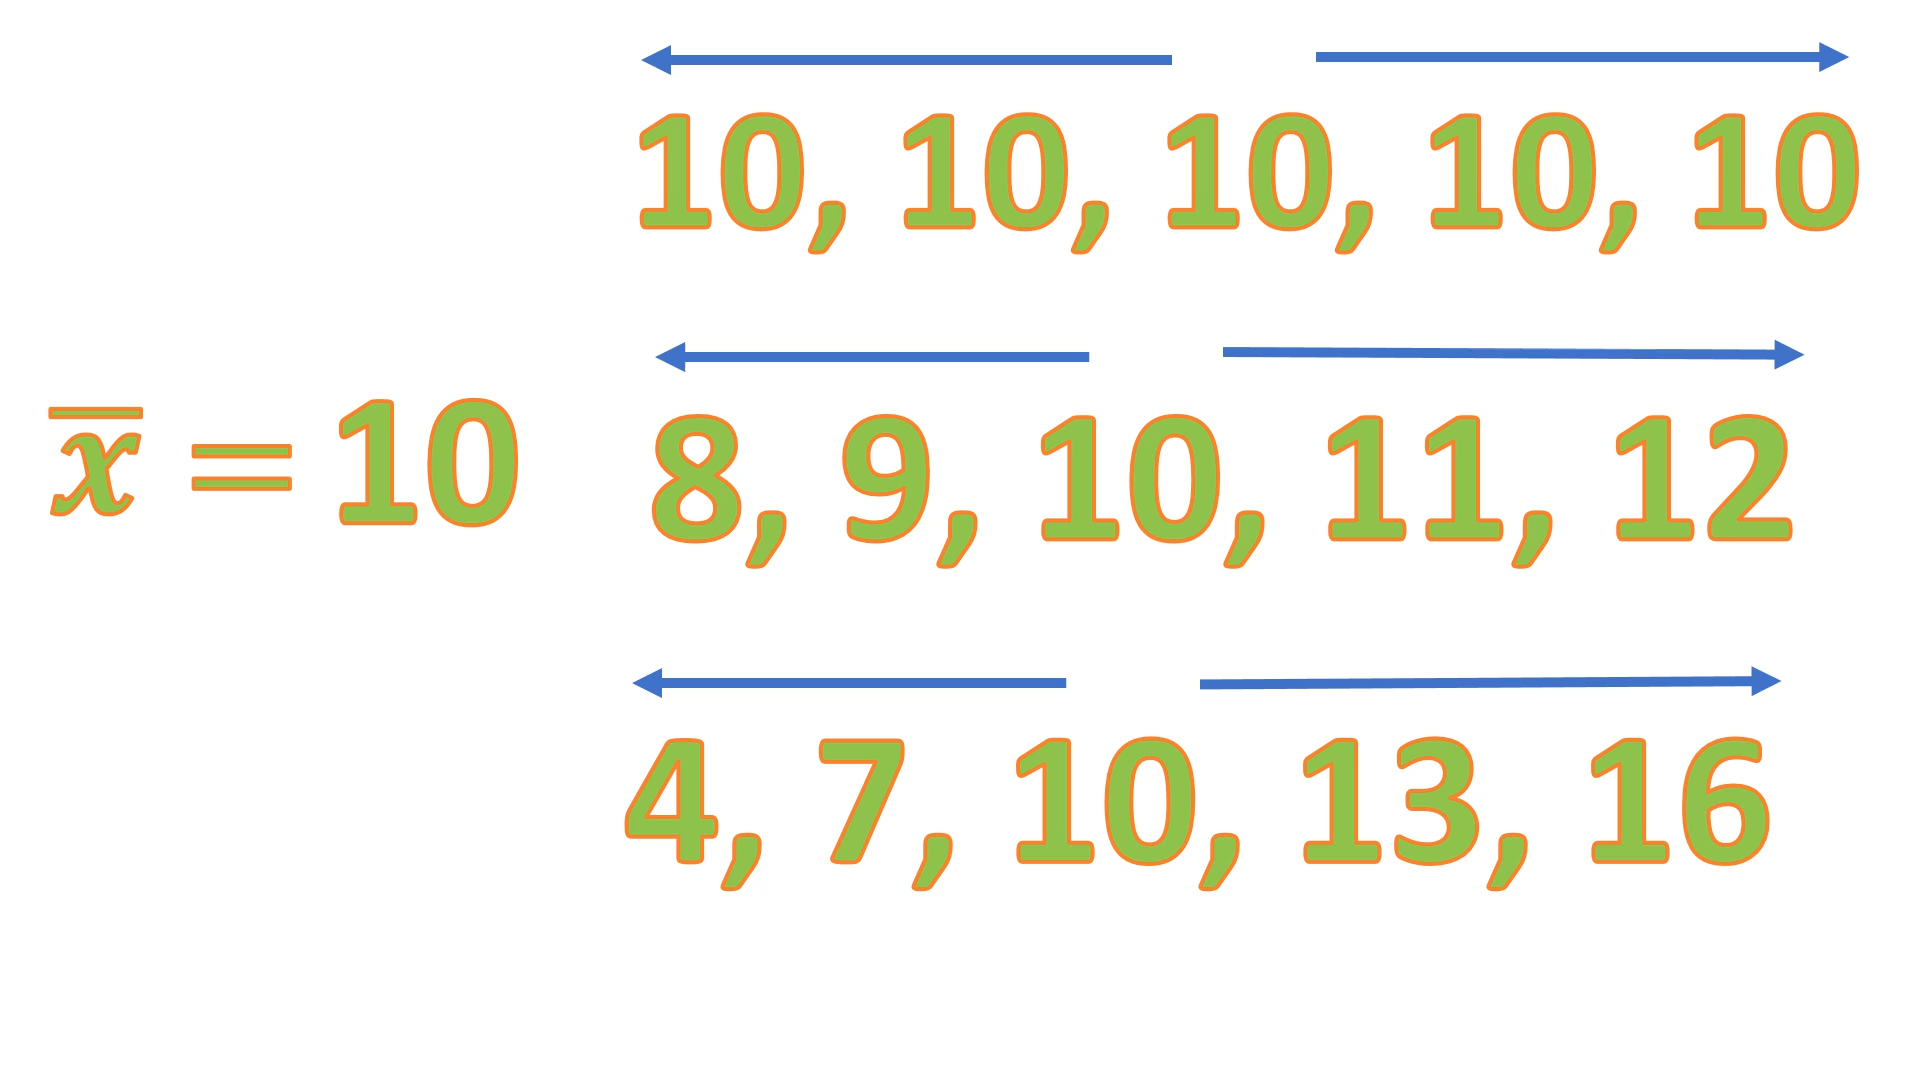 10, 10, 10, 10, 10
x̅ = 10
8, 9, 10, 11, 12
4, 7, 10, 13, 16